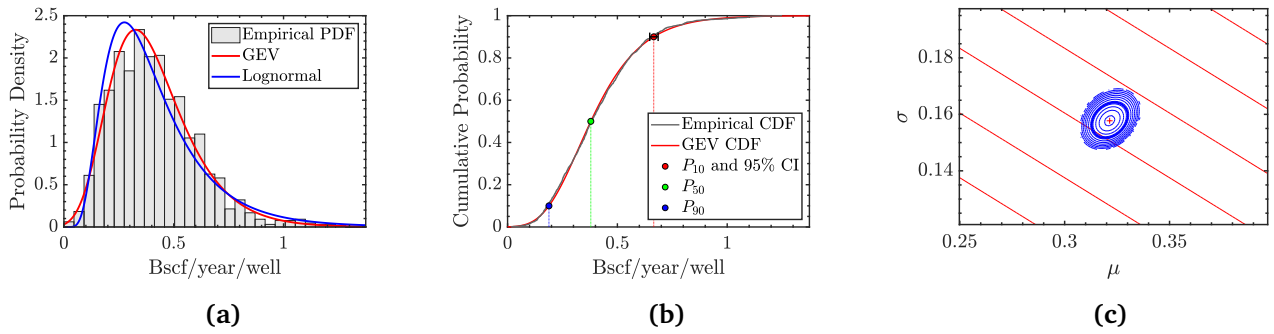 Probability Density
2.5
2
1.5
1
0.5
0
0
0.5
1
Bscf/year/well
Empirical PDF
GEV
Lognormal
(a)
Cumulative Probability
1
0.8
0.6
0.4
0.2
0
0
0.5
1
Bscf/year/well
Empirical CDF
GEV CDF
P10 and 95% CI
P50
P90
(b)
σ
0.18
0.16
0.14
0.25
0.3
0.35
μ
(c)